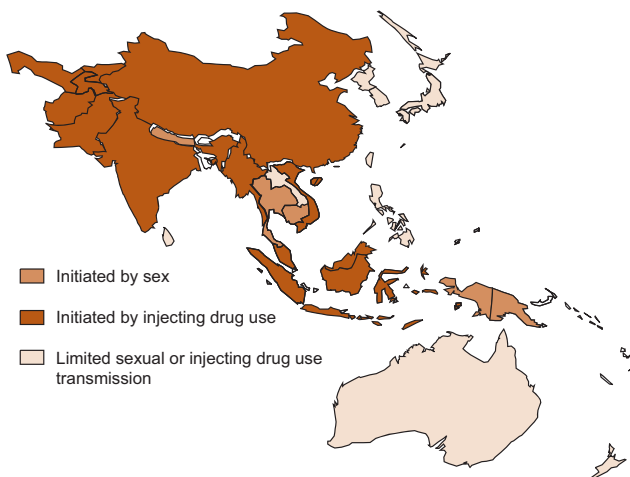 Initiated by sex
Initiated by injecting drug use
Limited sexual or injecting drug use
transmission